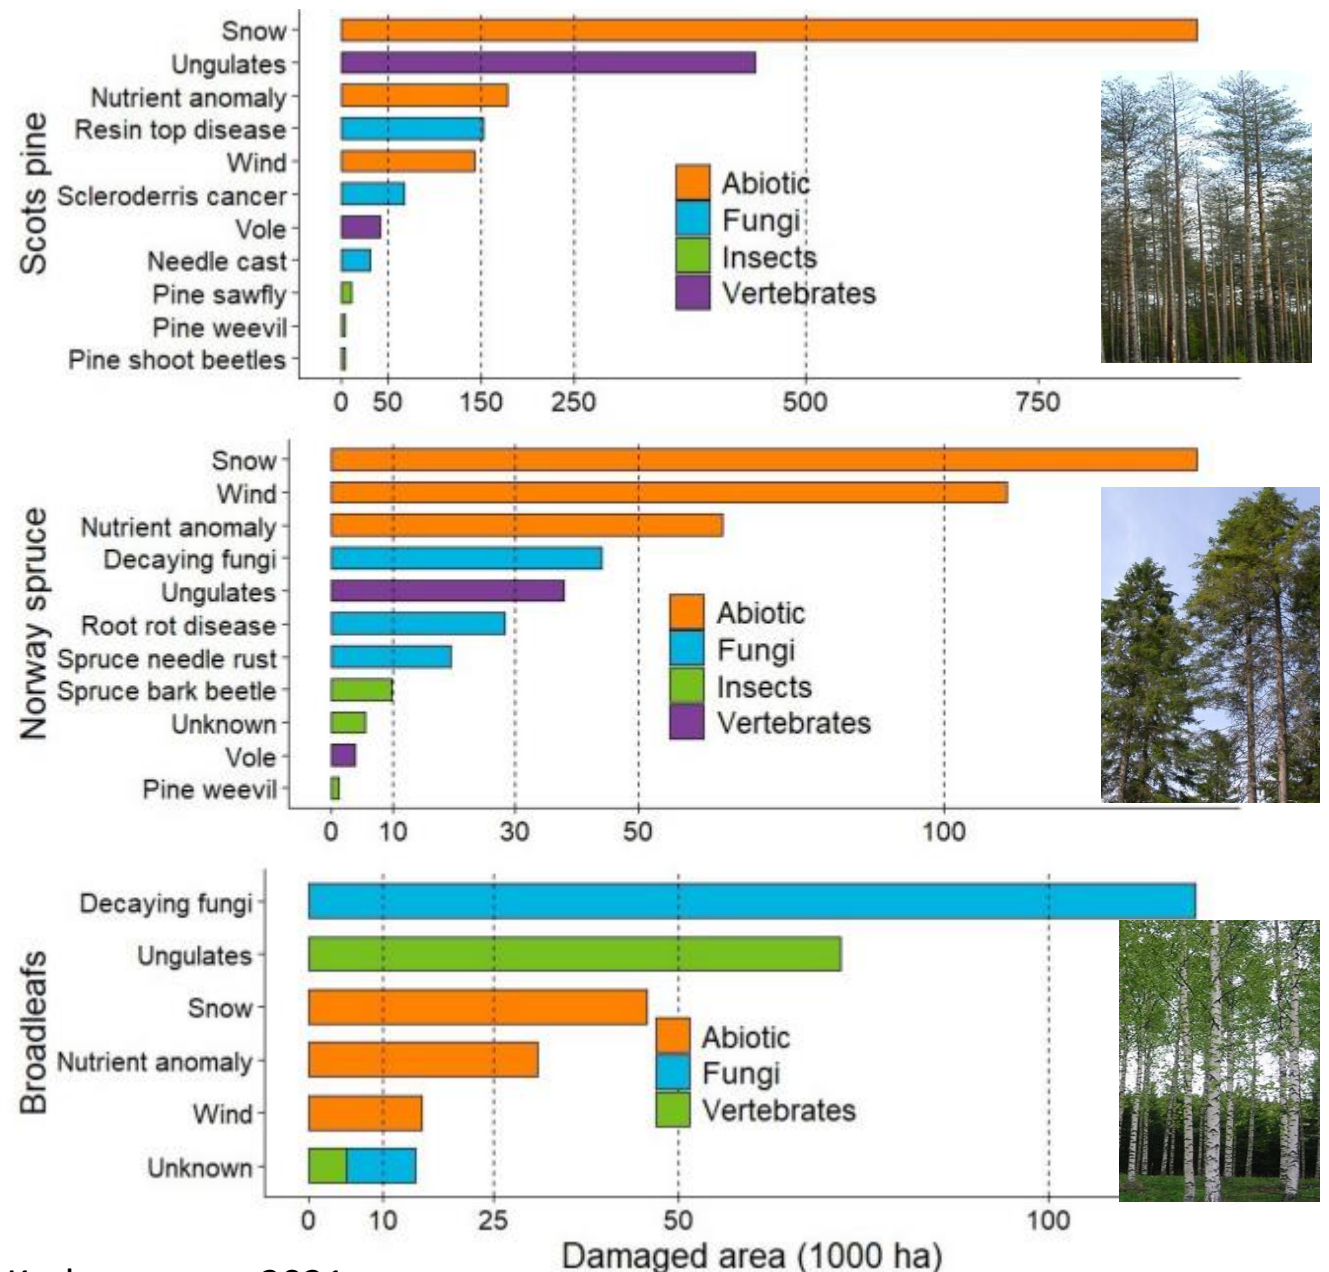 Scots pine
Snow
Ungulates
Nutrient anomaly
Resin top disease
Wind
Scleroderris cancer
Vole
Needle cast
Pine sawfly
Pine weevil
Pine shoot beetles
Abiotic
Fungi
Insects
Vertebrates
0 50 150 250 500 750
Norway spruce
Snow
Wind
Nutrient anomaly
Decaying fungi
Ungulates
Root rot disease
Spruce needle rust
Spruce bark beetle
Unknown
Vole
Pine weevil
Abiotic
Fungi
Insects
Vertebrates
0 10 30 50 100
Broadleafs
Decaying fungi
Ungulates
Snow
Nutrient anomaly
Wind
Unknown
Abiotic
Fungi
Vertebrates
0 10 25 50 100
Damaged area (1000 ha)